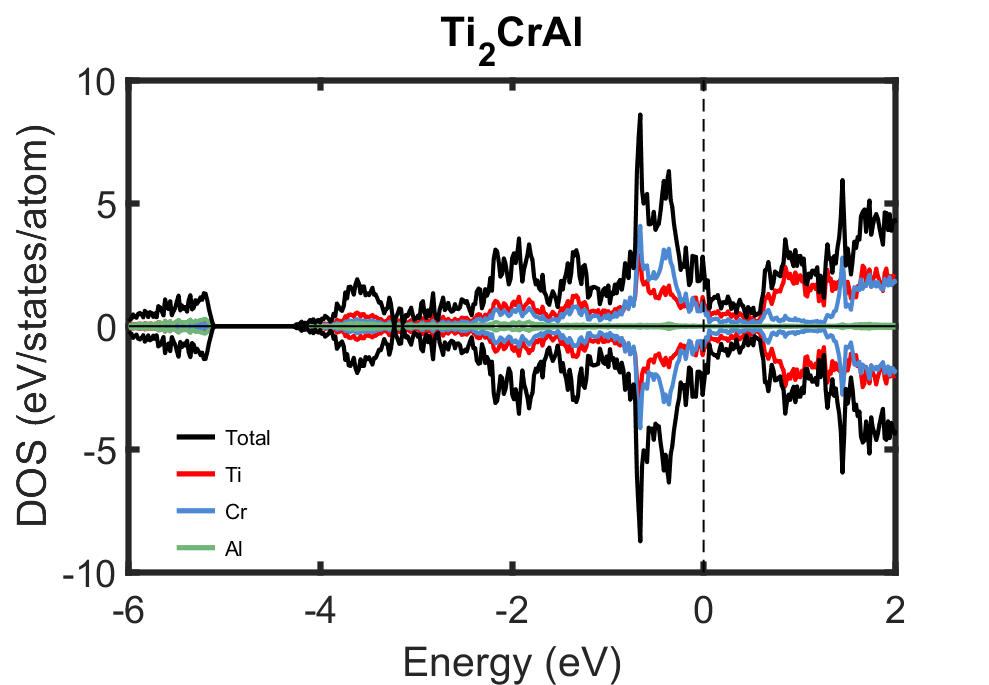 Ti2CrAl
DOS (eV/states/atom)
10
5
0
-5
-10
Total
Ti
Cr
Al
-6
-4
-2
0
2
Energy (eV)